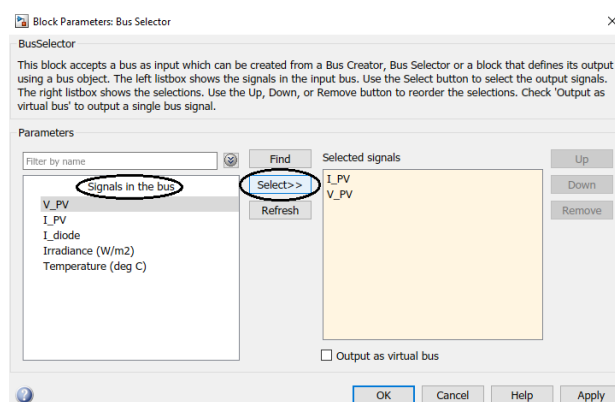 Block Parameters: Bus Selector
BusSelector
This block accepts a bus as input which can be created from a Bus Creator, Bus Selector or a block that defines its output
using a bus object. The left listbox shows the signals in the input bus. Use the Select button to select the output signals.
The right listbox shows the selections. Use the Up, Down, or Remove button to reorder the selections. Check 'Output as
virtual bus' to output a single bus signal.
Parameters
Filter by name
Find
Selected signals
Up
Signals in the bus
Select>>
I_PV
Down
V_PV
V_PV
Refresh
Remove
I_PV
I_diode
Irradiance (W/m2)
Temperature (deg C)
Output as virtual bus
OK
Cancel
Help
Apply